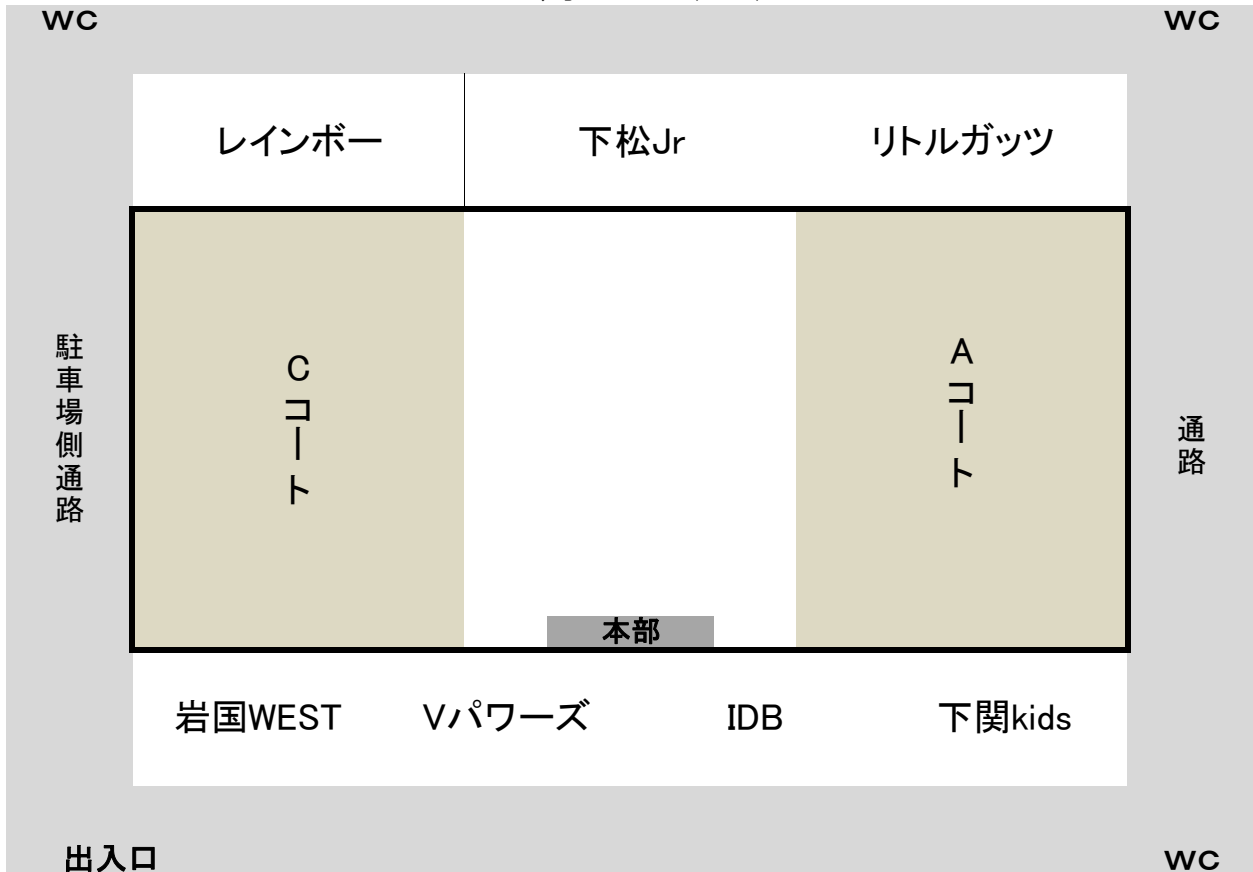 WC
WC
レインボー
下松Jr
リトルガッツ
Cコート
Aコート
駐車場側通路
通路
本部
岩国WEST
Vパワーズ
IDB
下関kids
出入口
WC